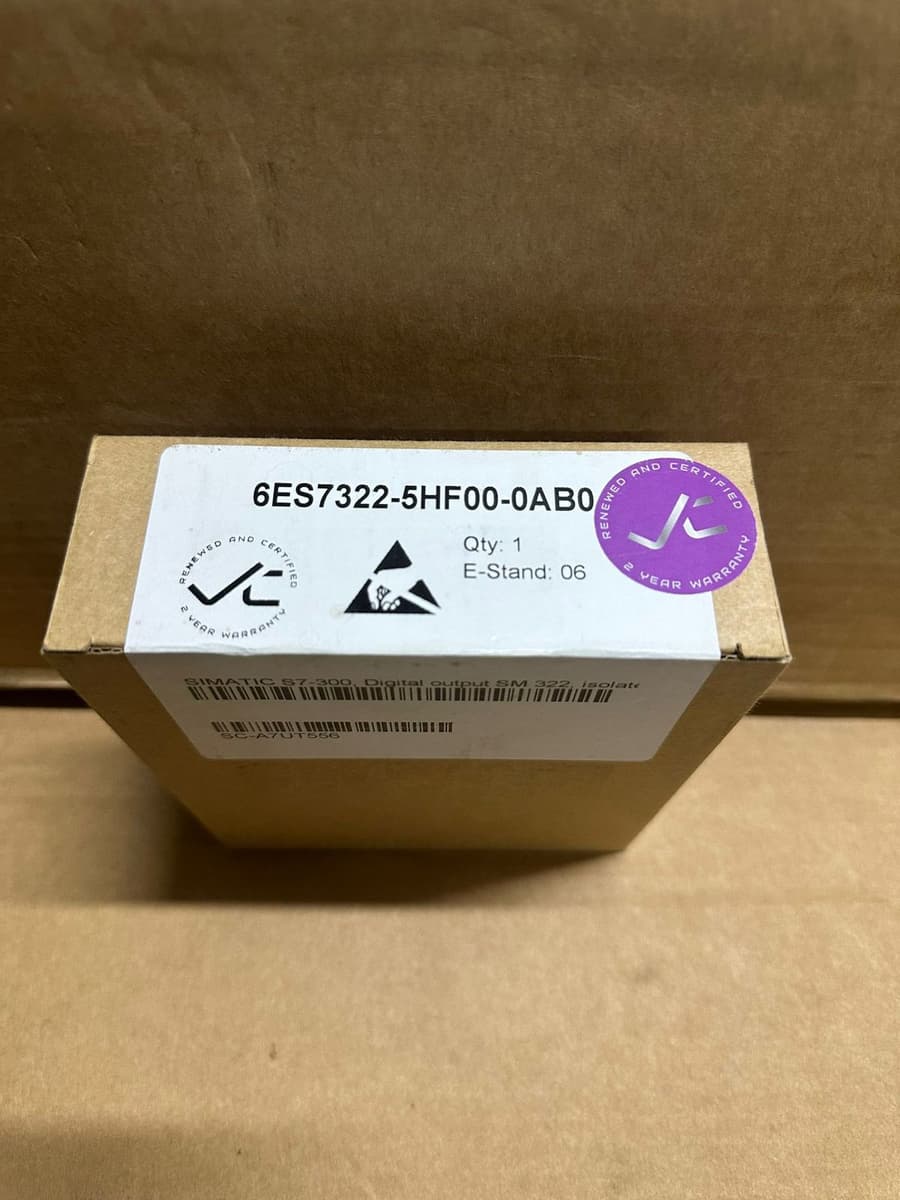 6ES7322-5HF00-0AB0
RENEWED AND CERTIFIED
2 YEAR WARRANTY
Qty: 1
E-Stand: 06
RENEWED AND CERTIFIED
2 YEAR WARRANTY
SIMATIC S7-300, Digital output SM 322, isolate
SC-A7UT556